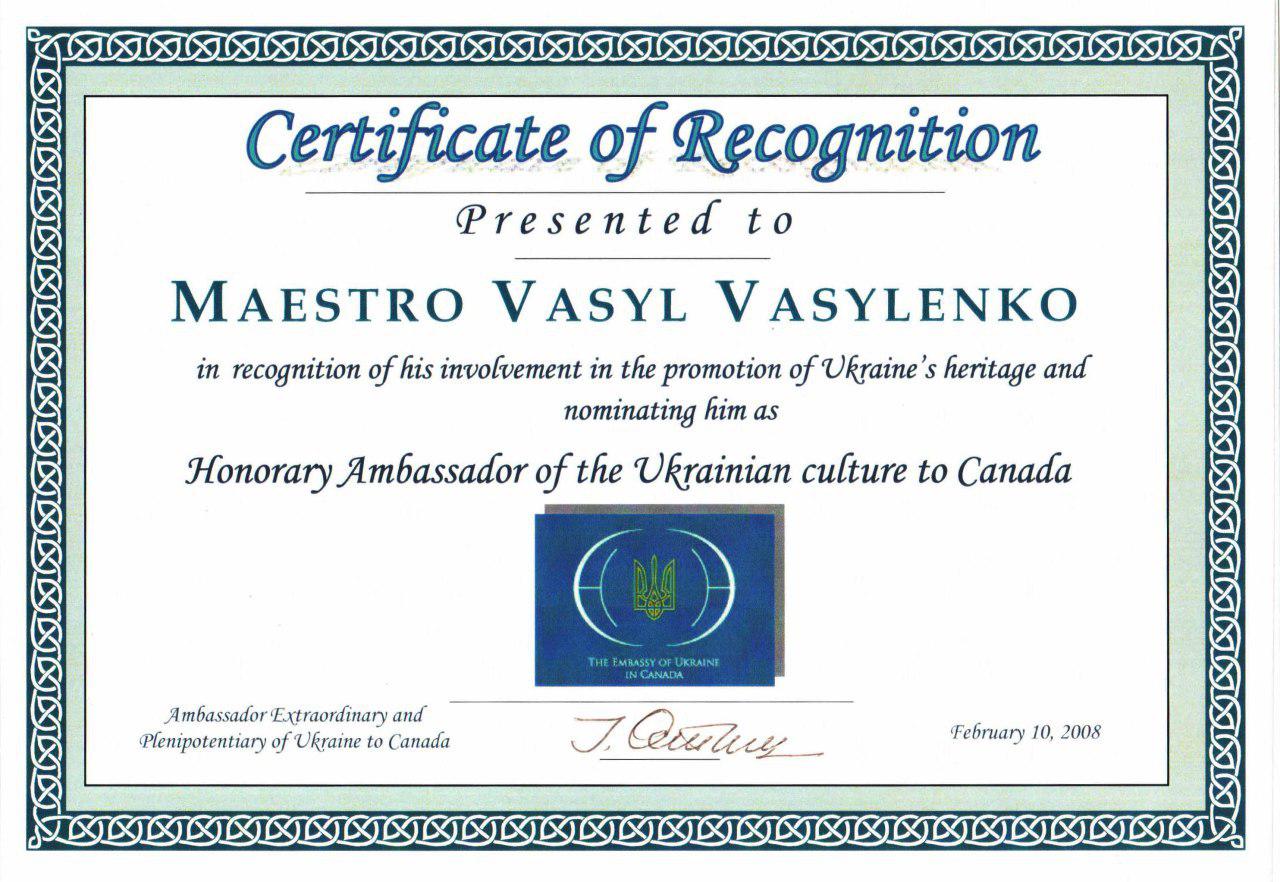 Certificate of Recognition
Presented to
MAESTRO VASYL VASYLENKO
in recognition of his involvement in the promotion of Ukraine's heritage and
nominating him as
Honorary Ambassador of the Ukrainian culture to Canada
THE EMBASSY OF UKRAINE
IN CANADA
Ambassador Extraordinary and
Plenipotentiary of Ukraine to Canada
February 10, 2008